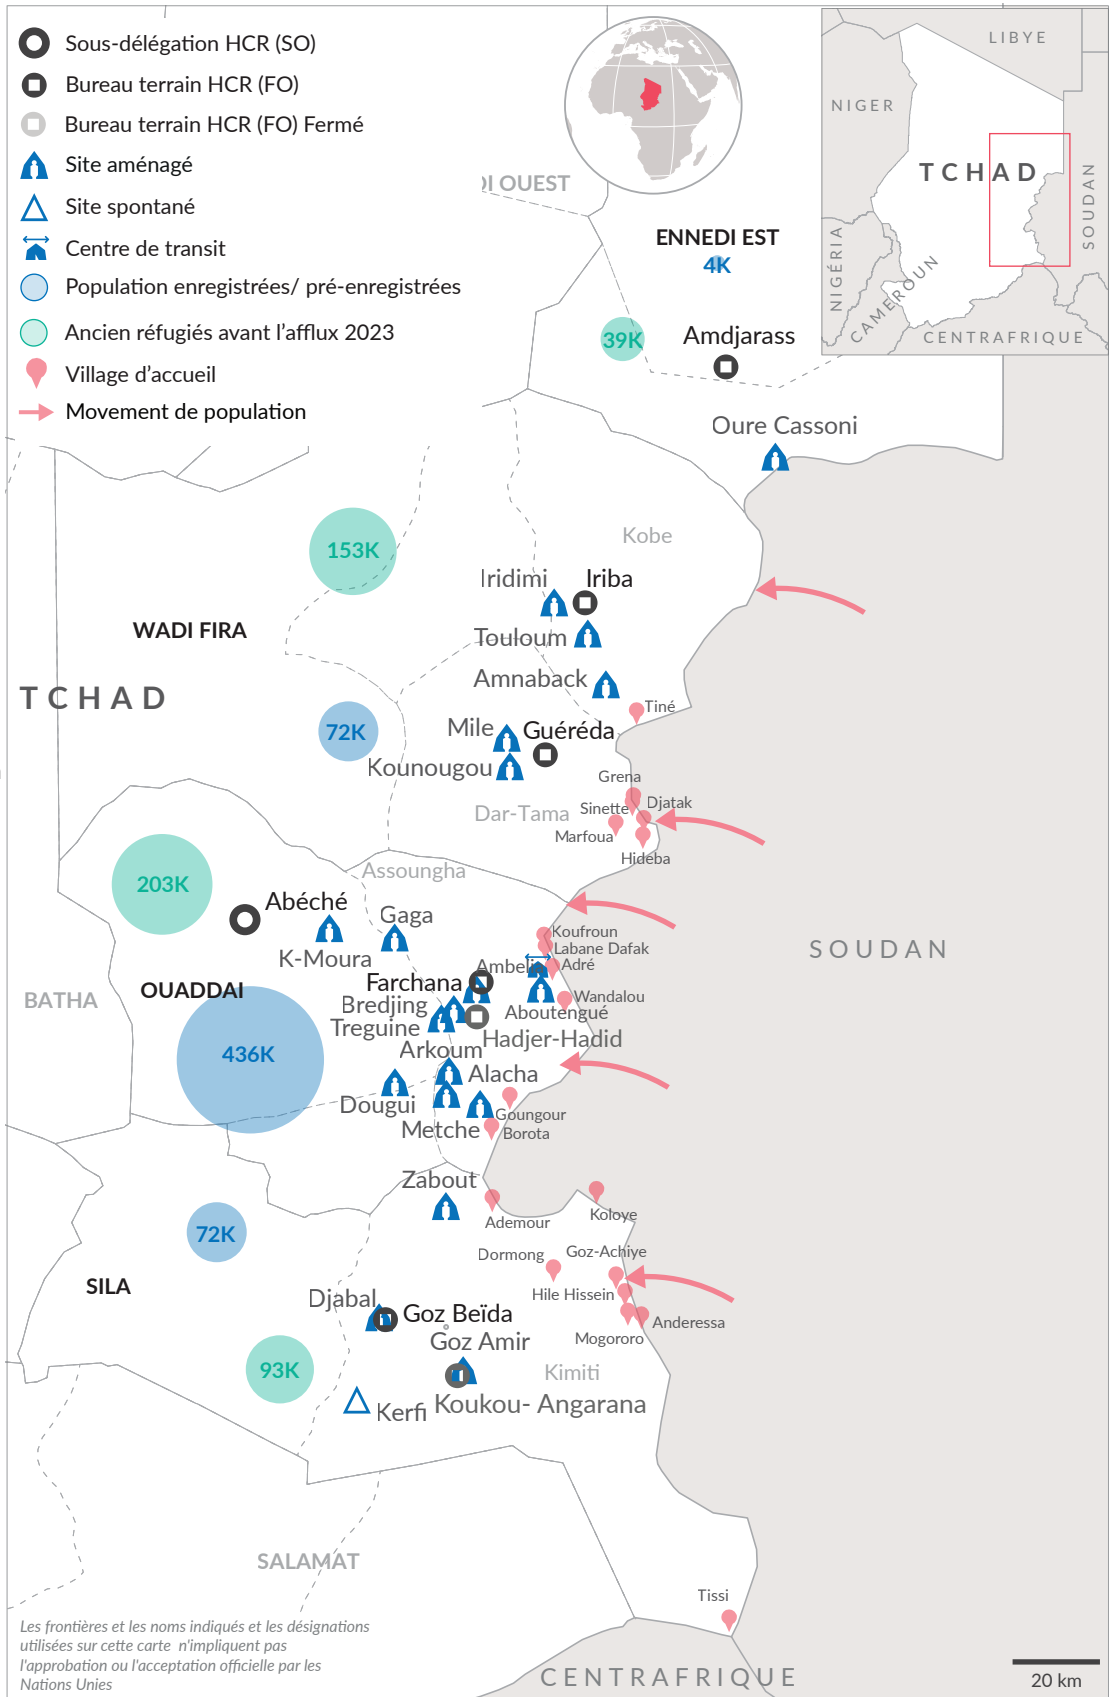 Sous-délégation HCR (SO)
Bureau terrain HCR (FO)
Bureau terrain HCR (FO) Fermé
Site aménagé
Site spontané
Centre de transit
Population enregistrées/ pré-enregistrées
Ancien réfugiés avant l'afflux 2023
Village d'accueil
Movement de population
LIBYE
NIGER
TCHAD
SOUDAN
NIGÉRIA
CAMEROUN
CENTRAFRIQUE
DI OUEST
ENNEDI EST
4K
39K
Amdjarass
Oure Cassoni
Kobe
153K
Iridimi
Iriba
WADI FIRA
Touloum
Amnaback
TCHAD
Tiné
72K
Mile
Guéréda
Kounougou
Grena
Sinette
Djatak
Dar-Tama
Marfoua
Hideba
Assoungha
203K
Abéché
Gaga
K-Moura
Koufroun
Labane Dafak
Ambelia
Adré
SOUDAN
Farchana
OUADDAI
BATHA
Bredjing
Wandalou
Aboutengué
Treguine
Hadjer-Hadid
Arkoum
436K
Alacha
Dougui
Goungour
Metche
Borota
Zabout
Ademour
Koloye
72K
Dormong
Goz-Achiye
SILA
Hile Hissein
Djabal
Goz Beïda
Anderessa
Mogororo
Goz Amir
93K
Kimiti
Kerfi
Koukou- Angarana
SALAMAT
Tissi
Les frontières et les noms indiqués et les désignations
utilisées sur cette carte n'impliquent pas
l'approbation ou l'acceptation officielle par les
Nations Unies
CENTRAFRIQUE
20 km